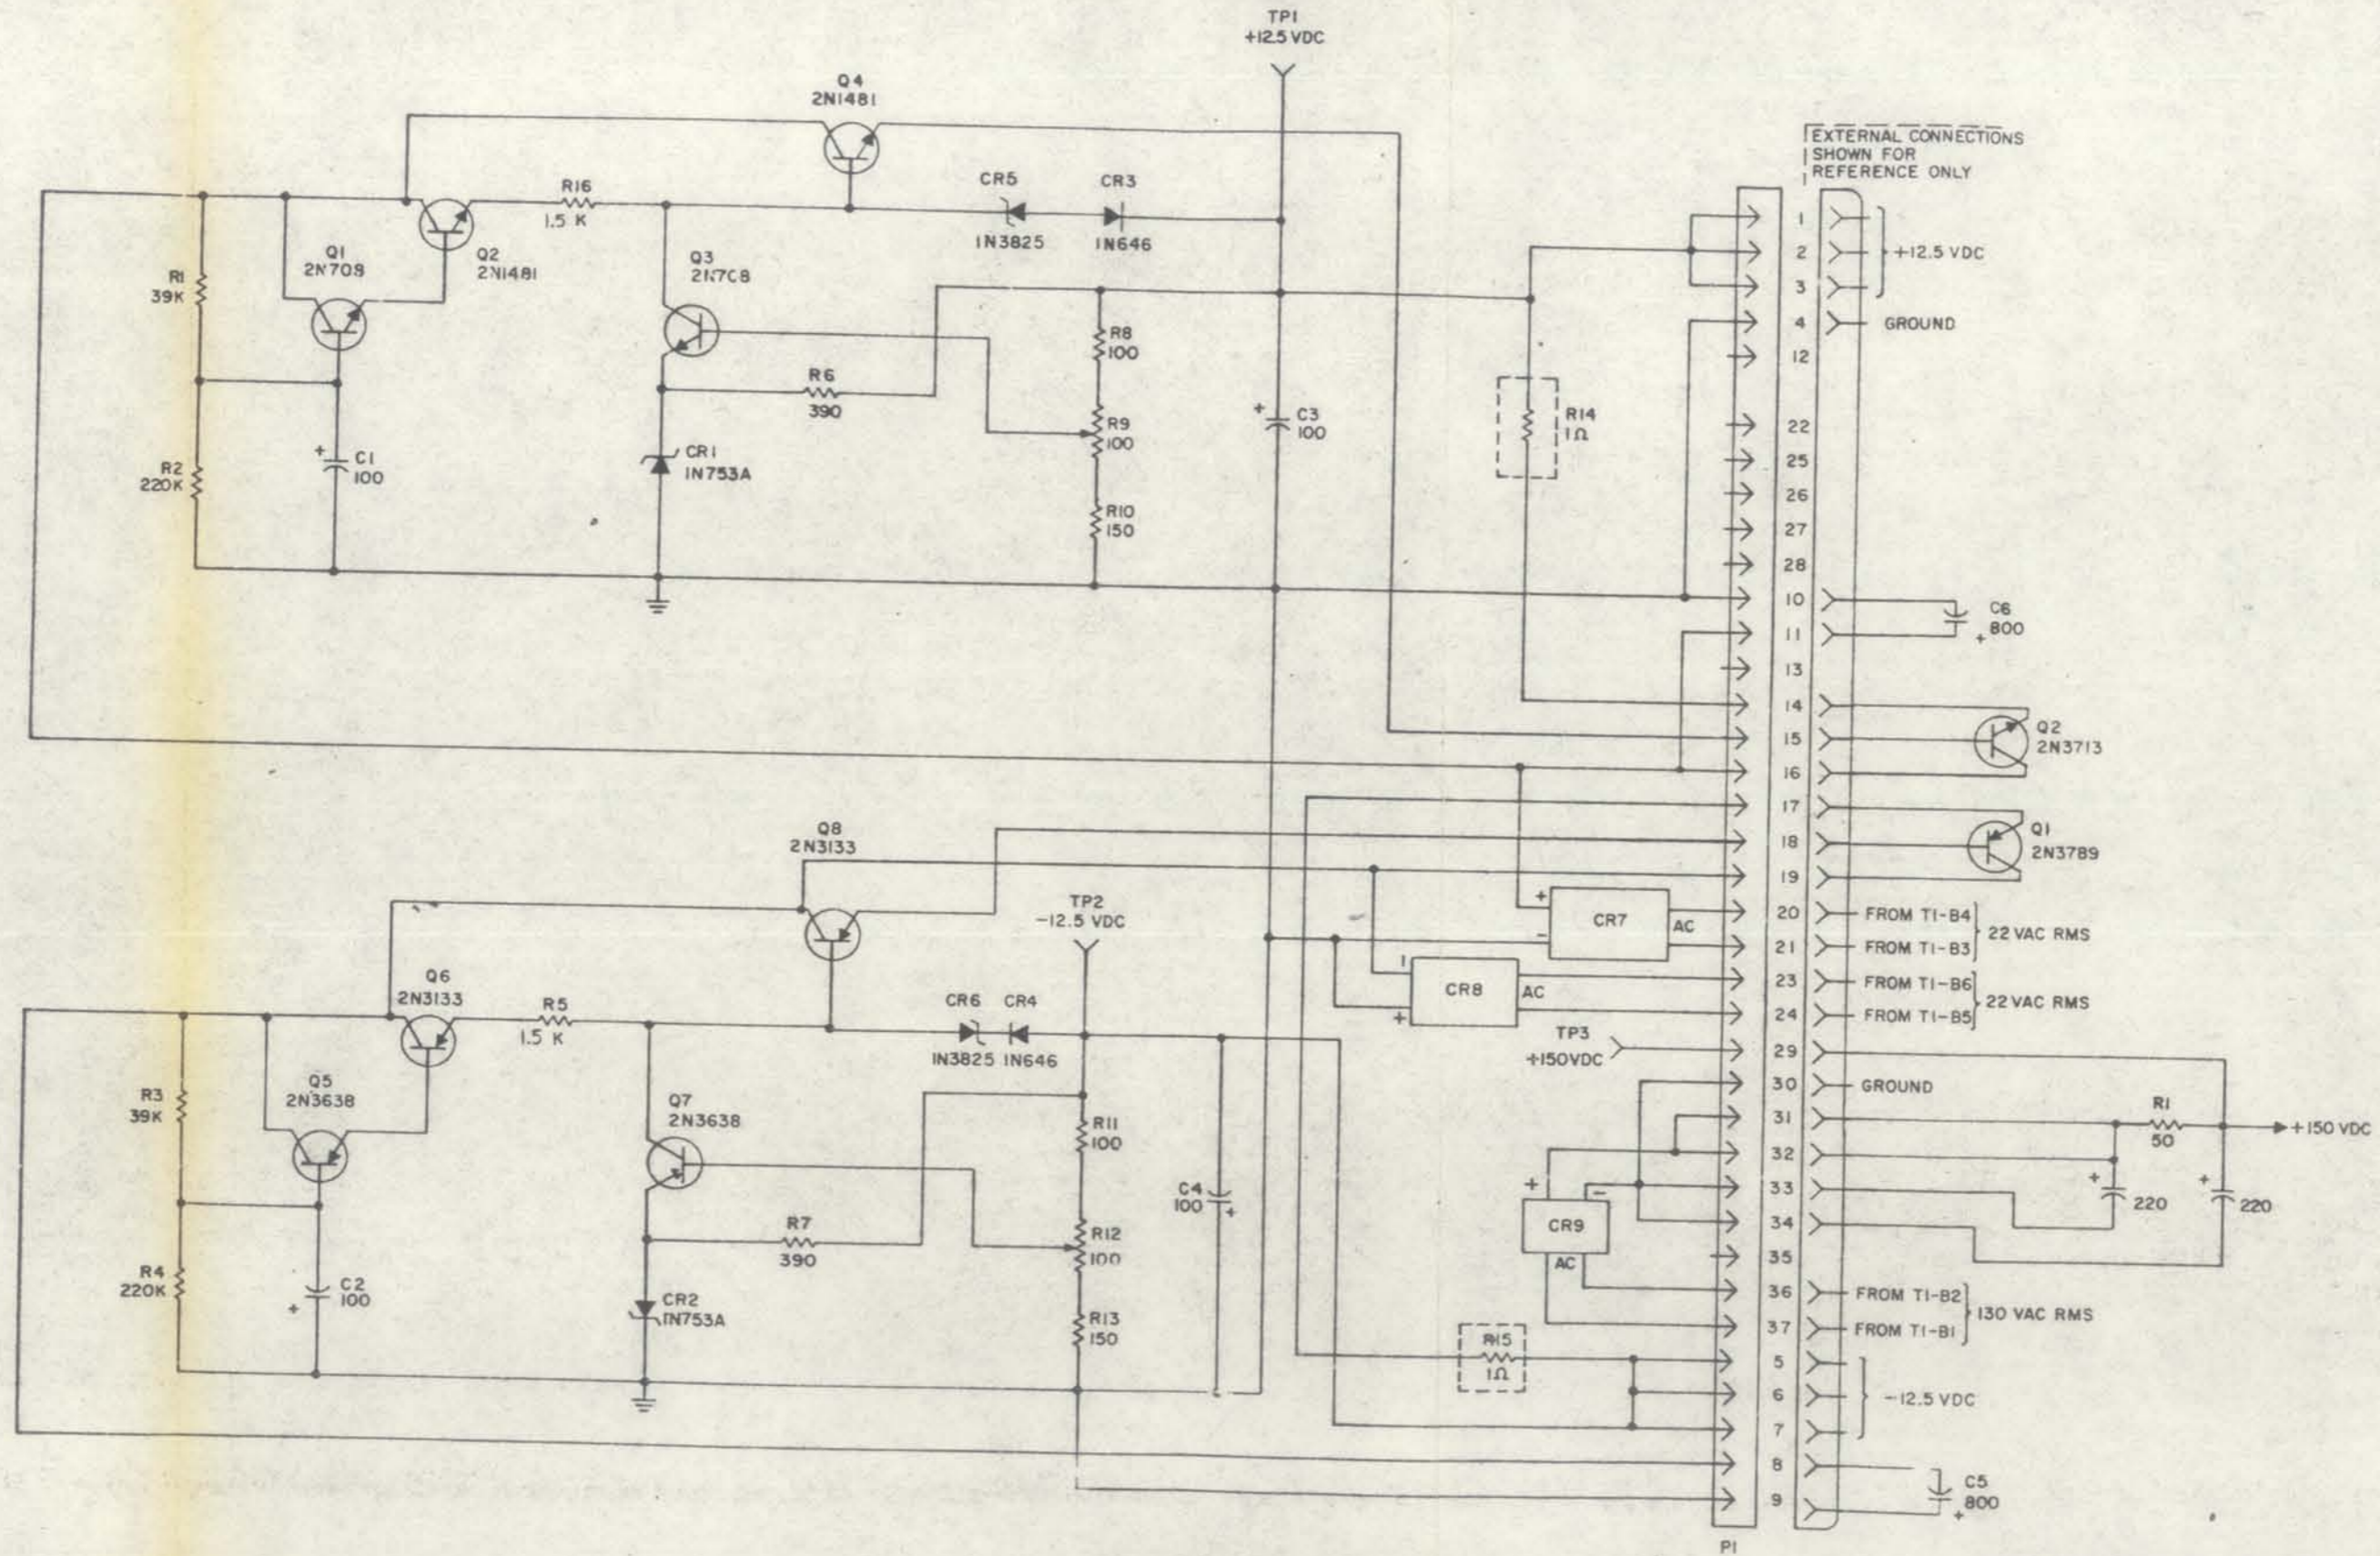 TP1
+12.5 VDC
Q4
2N1481
EXTERNAL CONNECTIONS
SHOWN FOR
REFERENCE ONLY
R16
1.5 K
CR5
1N3825
CR3
1N646
Q1
2N708
Q2
2N1481
Q3
2N708
R1
39K
R2
220K
C1
100
CR1
1N753A
R6
390
R8
100
R9
100
R10
150
C3
100
R14
1Ω
1
2
3
+12.5 VDC
4
GROUND
12
22
25
26
27
28
10
11
C6
800
+
13
14
15
16
Q2
2N3713
17
18
19
Q1
2N3789
Q8
2N3133
TP2
-12.5 VDC
+
CR7
-
AC
20
FROM T1-B4
21
FROM T1-B3
22 VAC RMS
CR8
+
AC
23
FROM T1-B6
24
FROM T1-B5
22 VAC RMS
Q6
2N3133
R5
1.5 K
CR6
1N3825
CR4
1N646
TP3
+150VDC
29
30
GROUND
31
32
33
34
35
R1
50
+150 VDC
+
220
+
220
R3
39K
Q5
2N3638
Q7
2N3638
R11
100
R12
100
R13
150
C4
100
+
+
-
CR9
AC
R4
220K
C2
100
+
R7
390
CR2
1N753A
36
FROM T1-B2
37
FROM T1-B1
130 VAC RMS
R15
1Ω
5
6
7
-12.5 VDC
8
9
C5
800
+
P1